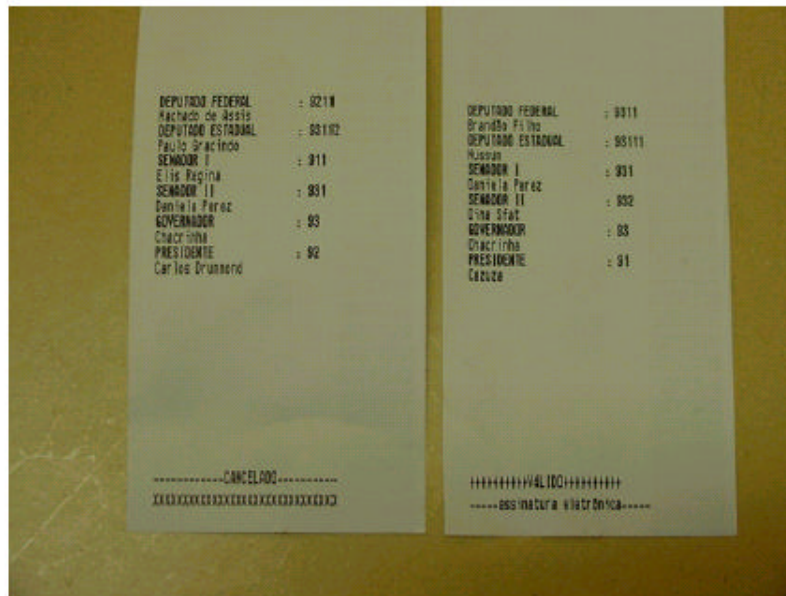 DEPUTADO FEDERAL : 9211
Machado de Assis
DEPUTADO ESTADUAL : 93112
Paulo Gracindo
SENADOR I : 911
Elis Regina
SENADOR II : 931
Daniela Perez
GOVERNADOR : 93
Chacrinha
PRESIDENTE : 92
Carlos Drummond
------------CANCELADO----------
DEPUTADO FEDERAL : 9311
Brandão Filho
DEPUTADO ESTADUAL : 93111
Mussum
SENADOR I : 931
Daniela Perez
SENADOR II : 932
Dina Sfat
GOVERNADOR : 93
Chacrinha
PRESIDENTE : 91
Cazuza
++++++++++VÁLIDO++++++++++
-----assinatura eletrônica-----